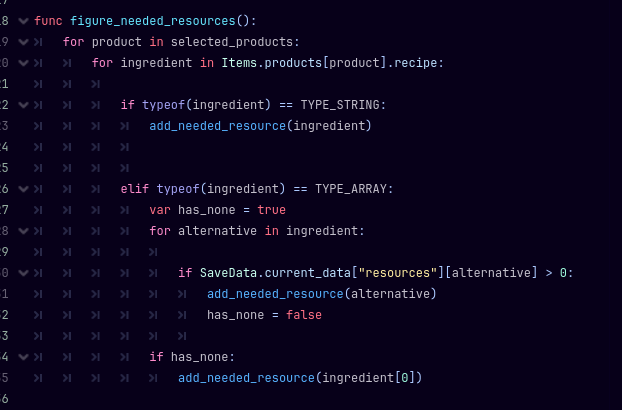 func figure_needed_resources():
for product in selected_products:
for ingredient in Items.products[product].recipe:
if typeof(ingredient) == TYPE_STRING:
add_needed_resource(ingredient)
elif typeof(ingredient) == TYPE_ARRAY:
var has_none = true
for alternative in ingredient:
if SaveData.current_data["resources"][alternative] > 0:
add_needed_resource(alternative)
has_none = false
if has_none:
add_needed_resource(ingredient[0])